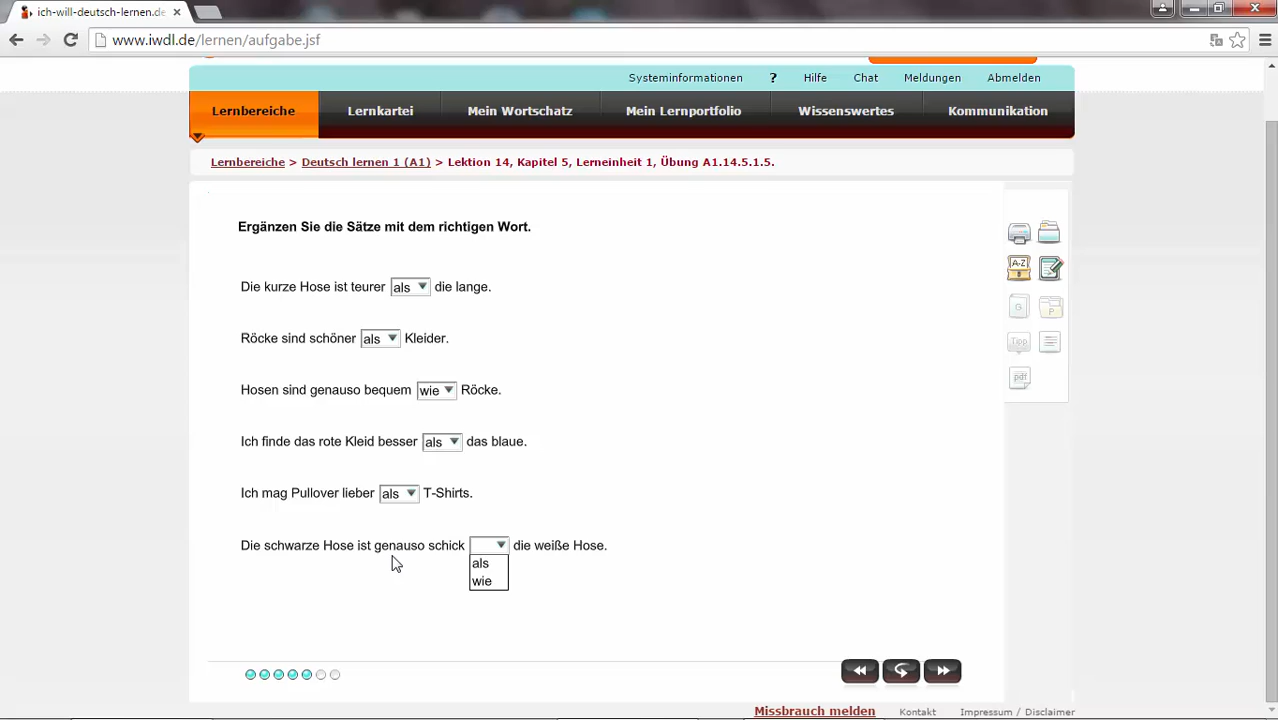 ich-will-deutsch-lernen.de
www.iwdl.de/lernen/aufgabe.jsf
Systeminformationen ? Hilfe Chat Meldungen Abmelden
Lernbereiche Lernkartei Mein Wortschatz Mein Lernportfolio Wissenswertes Kommunikation
Lernbereiche > Deutsch lernen 1 (A1) > Lektion 14, Kapitel 5, Lerneinheit 1, Übung A1.14.5.1.5.
Ergänzen Sie die Sätze mit dem richtigen Wort.
Die kurze Hose ist teurer als die lange.
Röcke sind schöner als Kleider.
Hosen sind genauso bequem wie Röcke.
Ich finde das rote Kleid besser als das blaue.
Ich mag Pullover lieber als T-Shirts.
Die schwarze Hose ist genauso schick die weiße Hose.
als
wie
A-Z
G P
Tipp
pdf
Missbrauch melden Kontakt Impressum / Disclaimer